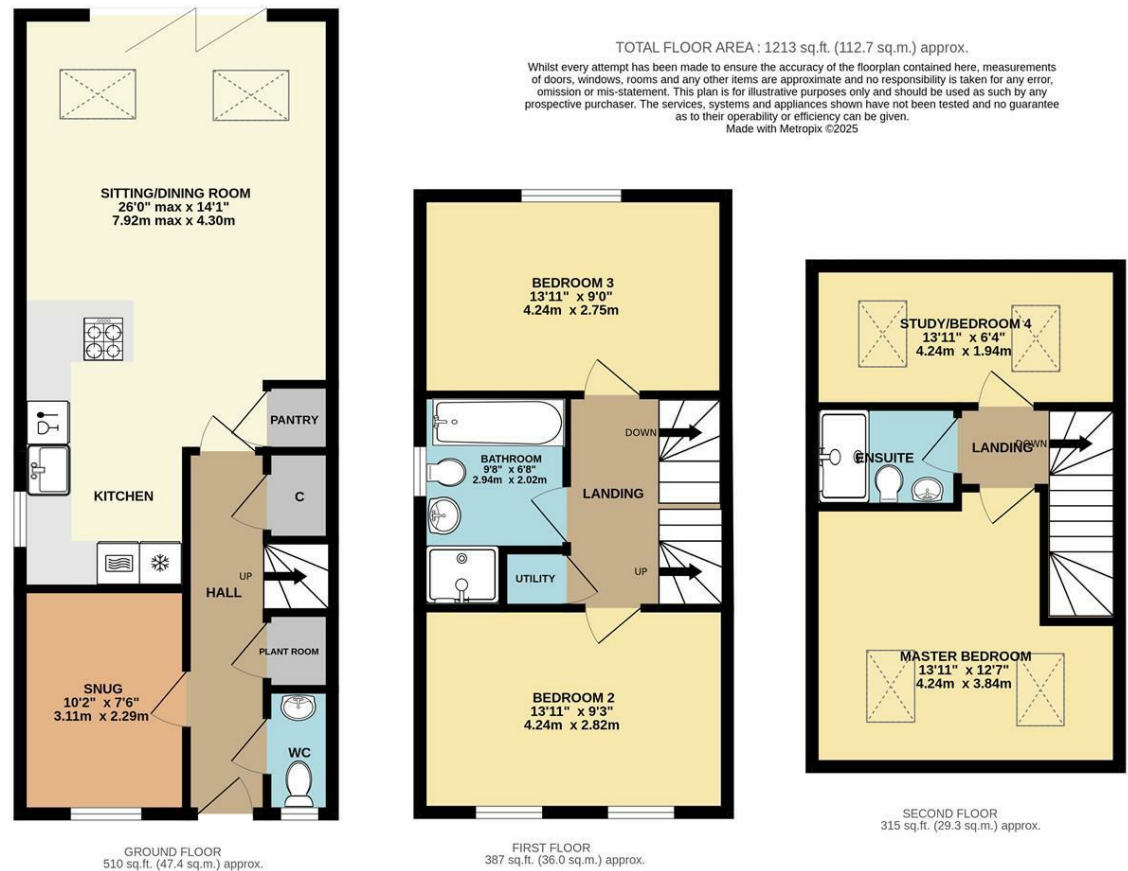 TOTAL FLOOR AREA : 1213 sq.ft. (112.7 sq.m.) approx.
Whilst every attempt has been made to ensure the accuracy of the floorplan contained here, measurements
of doors, windows, rooms and any other items are approximate and no responsibility is taken for any error,
omission or mis-statement. This plan is for illustrative purposes only and should be used as such by any
prospective purchaser. The services, systems and appliances shown have not been tested and no guarantee
as to their operability or efficiency can be given.
Made with Metropix ©2025
SITTING/DINING ROOM
26'0" max x 14'1"
7.92m max x 4.30m
PANTRY
KITCHEN
C
UP
HALL
PLANT ROOM
SNUG
10'2" x 7'6"
3.11m x 2.29m
WC
GROUND FLOOR
510 sq.ft. (47.4 sq.m.) approx.
BEDROOM 3
13'11" x 9'0"
4.24m x 2.75m
DOWN
BATHROOM
9'8" x 6'8"
2.94m x 2.02m
LANDING
UTILITY
UP
BEDROOM 2
13'11" x 9'3"
4.24m x 2.82m
FIRST FLOOR
387 sq.ft. (36.0 sq.m.) approx.
STUDY/BEDROOM 4
13'11" x 6'4"
4.24m x 1.94m
ENSUITE
LANDING
DOWN
MASTER BEDROOM
13'11" x 12'7"
4.24m x 3.84m
SECOND FLOOR
315 sq.ft. (29.3 sq.m.) approx.